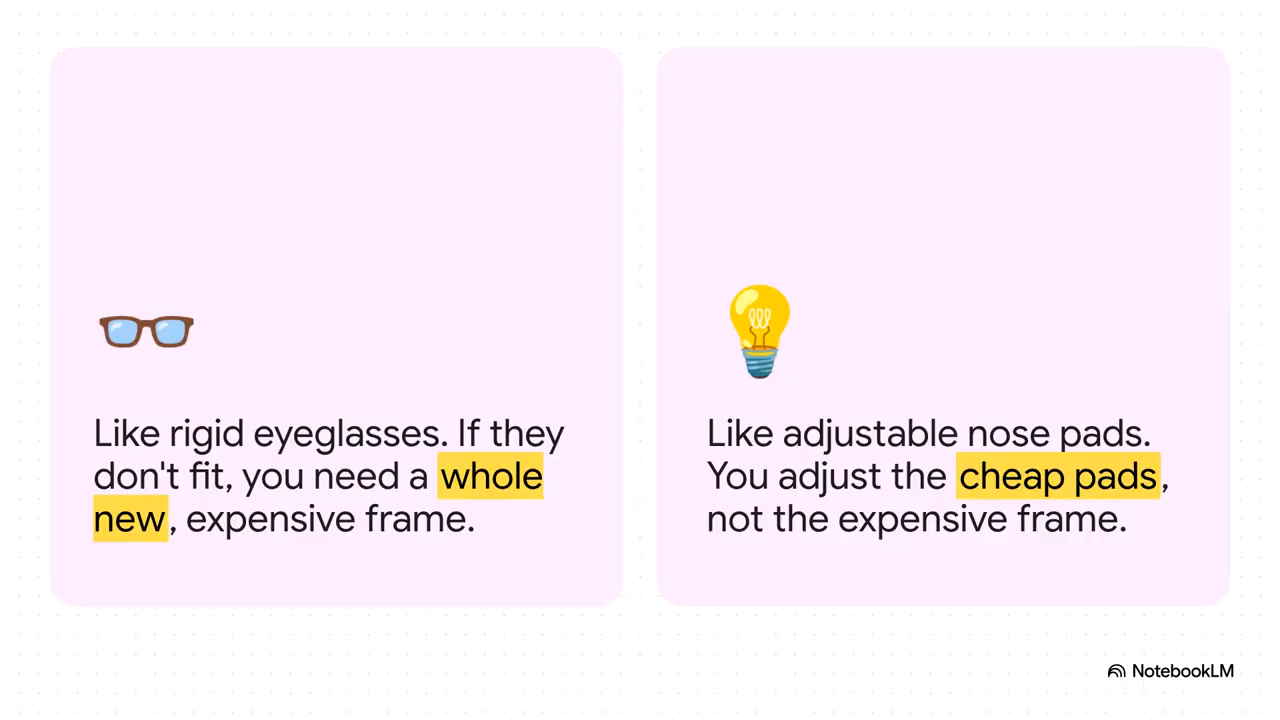 Like rigid eyeglasses. If they
don't fit, you need a whole
new, expensive frame.
Like adjustable nose pads.
You adjust the cheap pads,
not the expensive frame.
NotebookLM